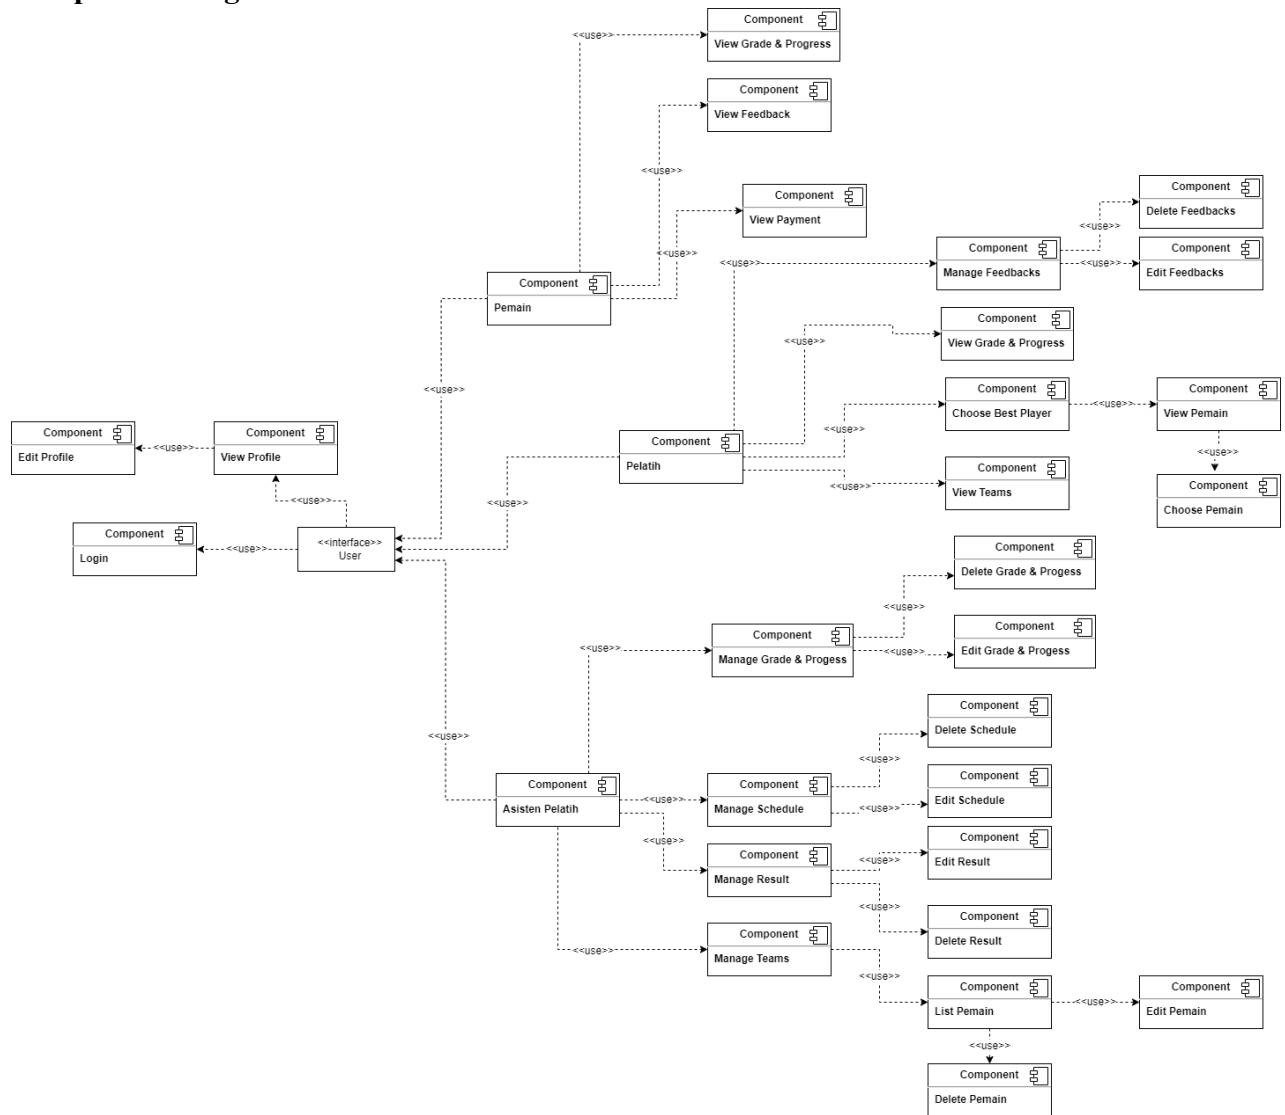 Component
View Grade & Progress
<<use>>
Component
View Feedback
<<use>>
Component
View Payment
<<use>>
Component
Pemain
<<use>>
Component
Delete Feedbacks
<<use>>
Component
Manage Feedbacks
<<use>>
Component
Edit Feedbacks
<<use>>
Component
View Grade & Progress
<<use>>
Component
Choose Best Player
<<use>>
Component
View Pemain
<<use>>
Component
Pelatih
<<use>>
<<use>>
Component
View Teams
<<use>>
Component
Choose Pemain
Component
Edit Profile
<<use>>
Component
View Profile
<<use>>
Component
Login
<<use>>
<<interface>>
User
<<use>>
Component
Delete Grade & Progess
<<use>>
Component
Manage Grade & Progess
<<use>>
Component
Edit Grade & Progess
<<use>>
Component
Delete Schedule
<<use>>
Component
Asisten Pelatih
<<use>>
Component
Manage Schedule
<<use>>
Component
Edit Schedule
<<use>>
Component
Manage Result
<<use>>
Component
Edit Result
<<use>>
Component
Delete Result
<<use>>
Component
Manage Teams
<<use>>
Component
List Pemain
<<use>>
Component
Edit Pemain
<<use>>
Component
Delete Pemain